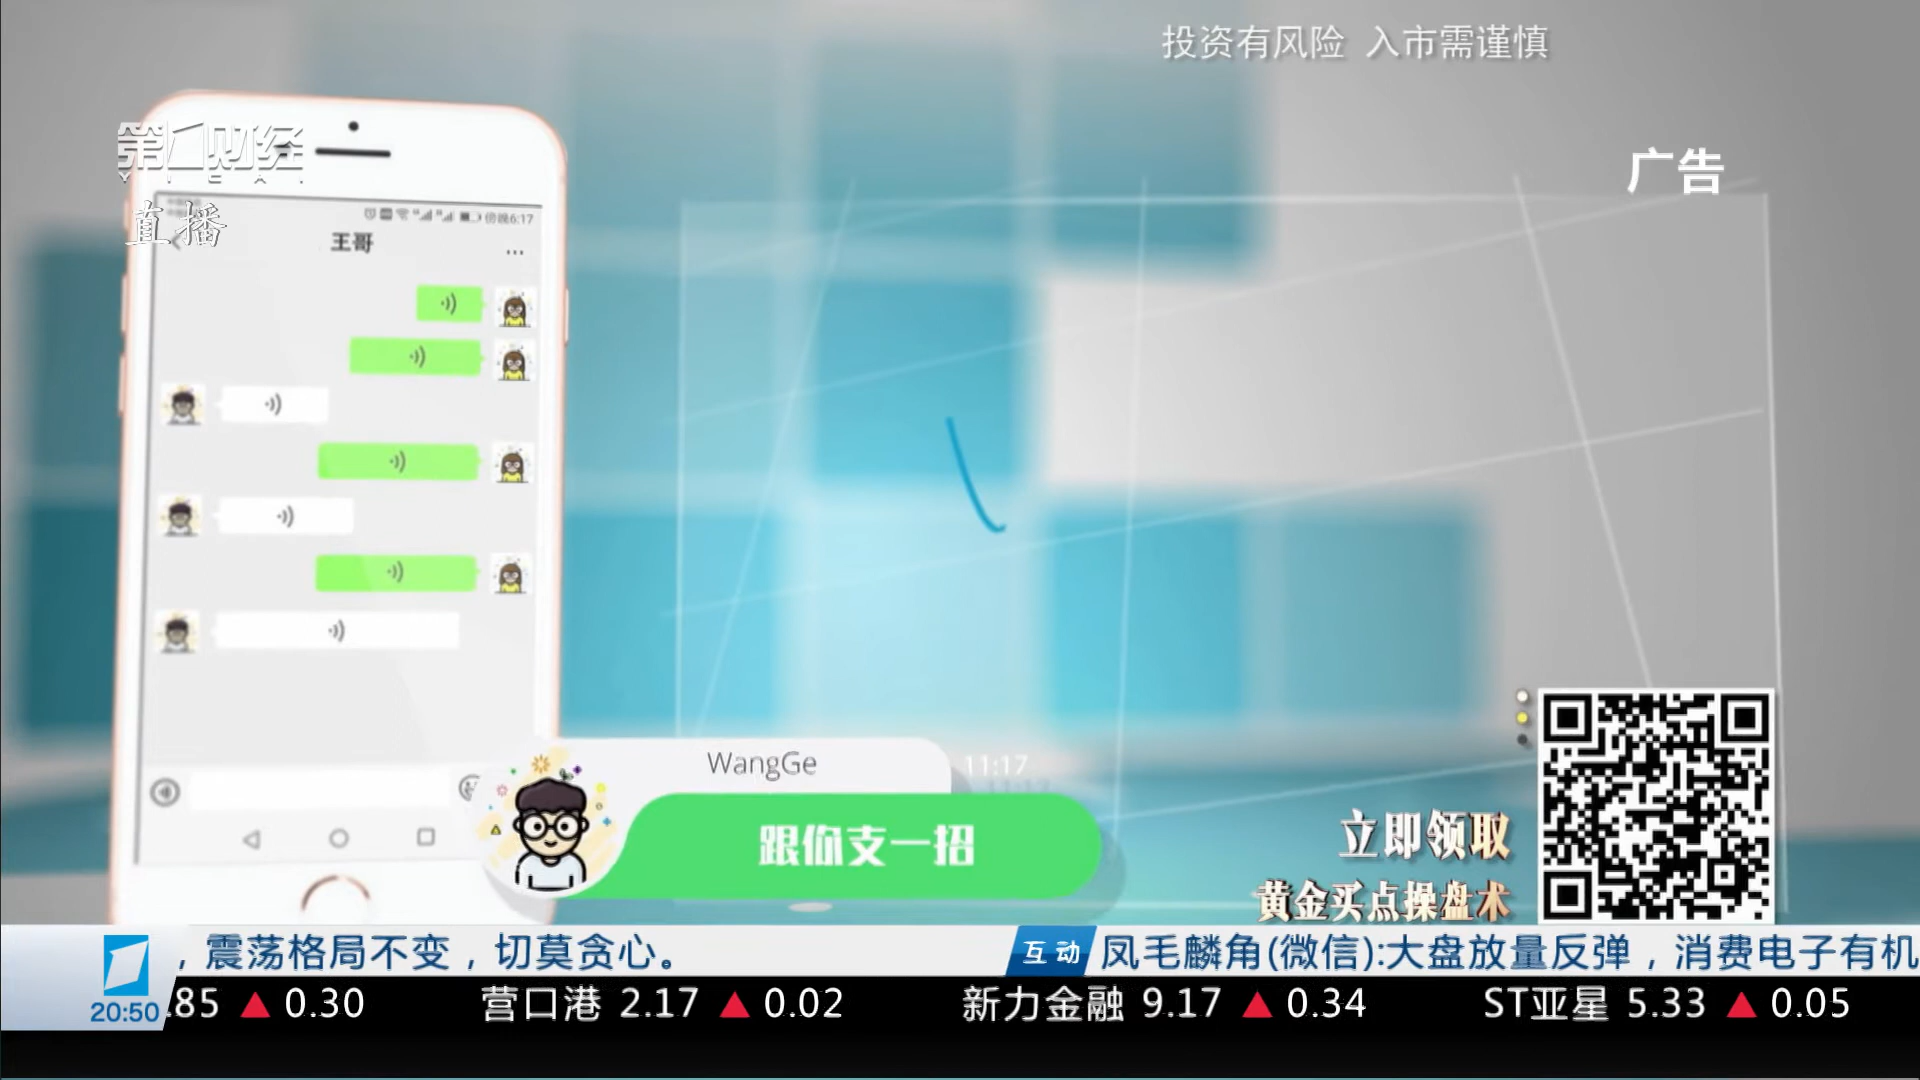 投资有风险 入市需谨慎
第一财经
YICAI
广告
直播
6:17
王哥
WangGe
11:17
跟你支一招
立即领取
黄金买点操盘术
，震荡格局不变，切莫贪心。
互动
凤毛麟角(微信):大盘放量反弹，消费电子有机
20:50
.85 ▲ 0.30 营口港 2.17 ▲ 0.02 新力金融 9.17 ▲ 0.34 ST亚星 5.33 ▲ 0.05